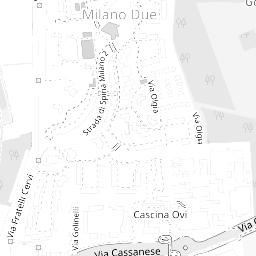 Milano Due
Strada di Spina Milano 2
Via Olgia
Via Olgia
Via Fratelli Cervi
Via Golinelli
Cascina Ovi
Via Cassanese